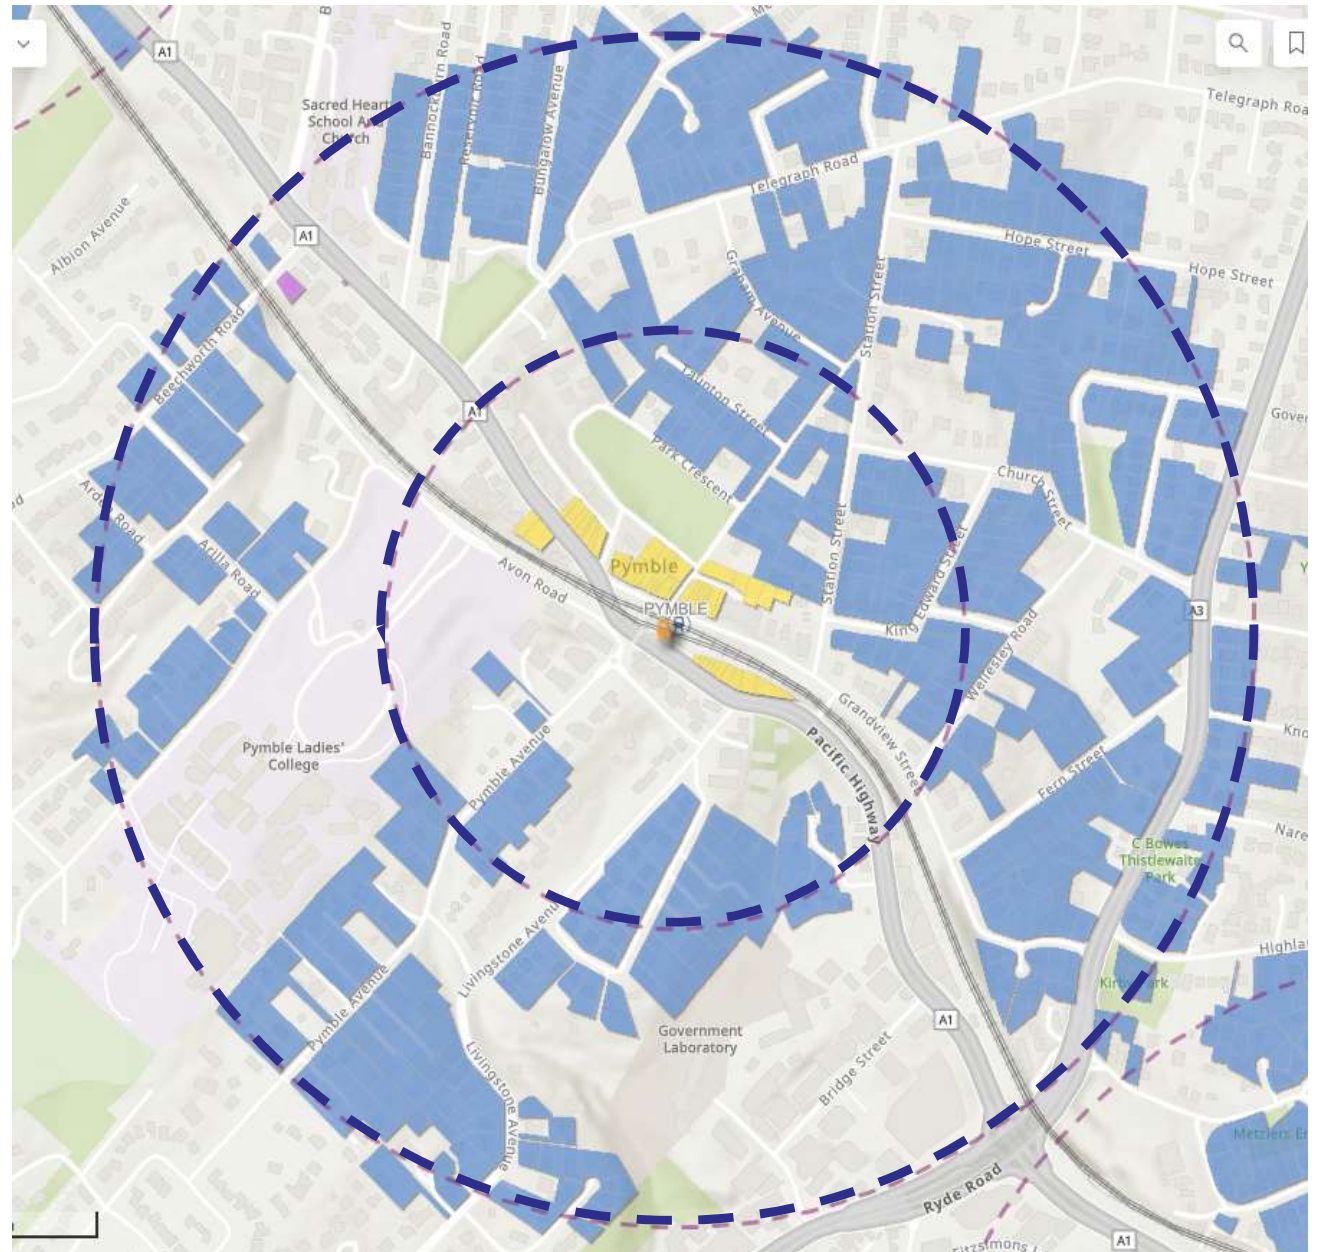 A1
Sacred Heart
School And
Church
Bannockburn Road
Reservoir Road
Bungalow Avenue
Telegraph Roa
Telegraph Road
Albion Avenue
A1
Hope Street
Hope Street
Graham Avenue
Station Street
Beechworth Road
A1
Taunton Street
Park Crescent
Church Street
Arden Road
Arilla Road
Avon Road
Pymble
PYMBLE
Station Street
King Edward Street
A3
Wellesley Road
Grandview Street
Pacific Highway
Pymble Ladies'
College
Pymble Avenue
Fern Street
C Bowes
Thistlewaite
Park
Livingstone Avenue
Pymble Avenue
Government
Laboratory
A1
Bridge Street
Livingstone Avenue
Ryde Road
A1